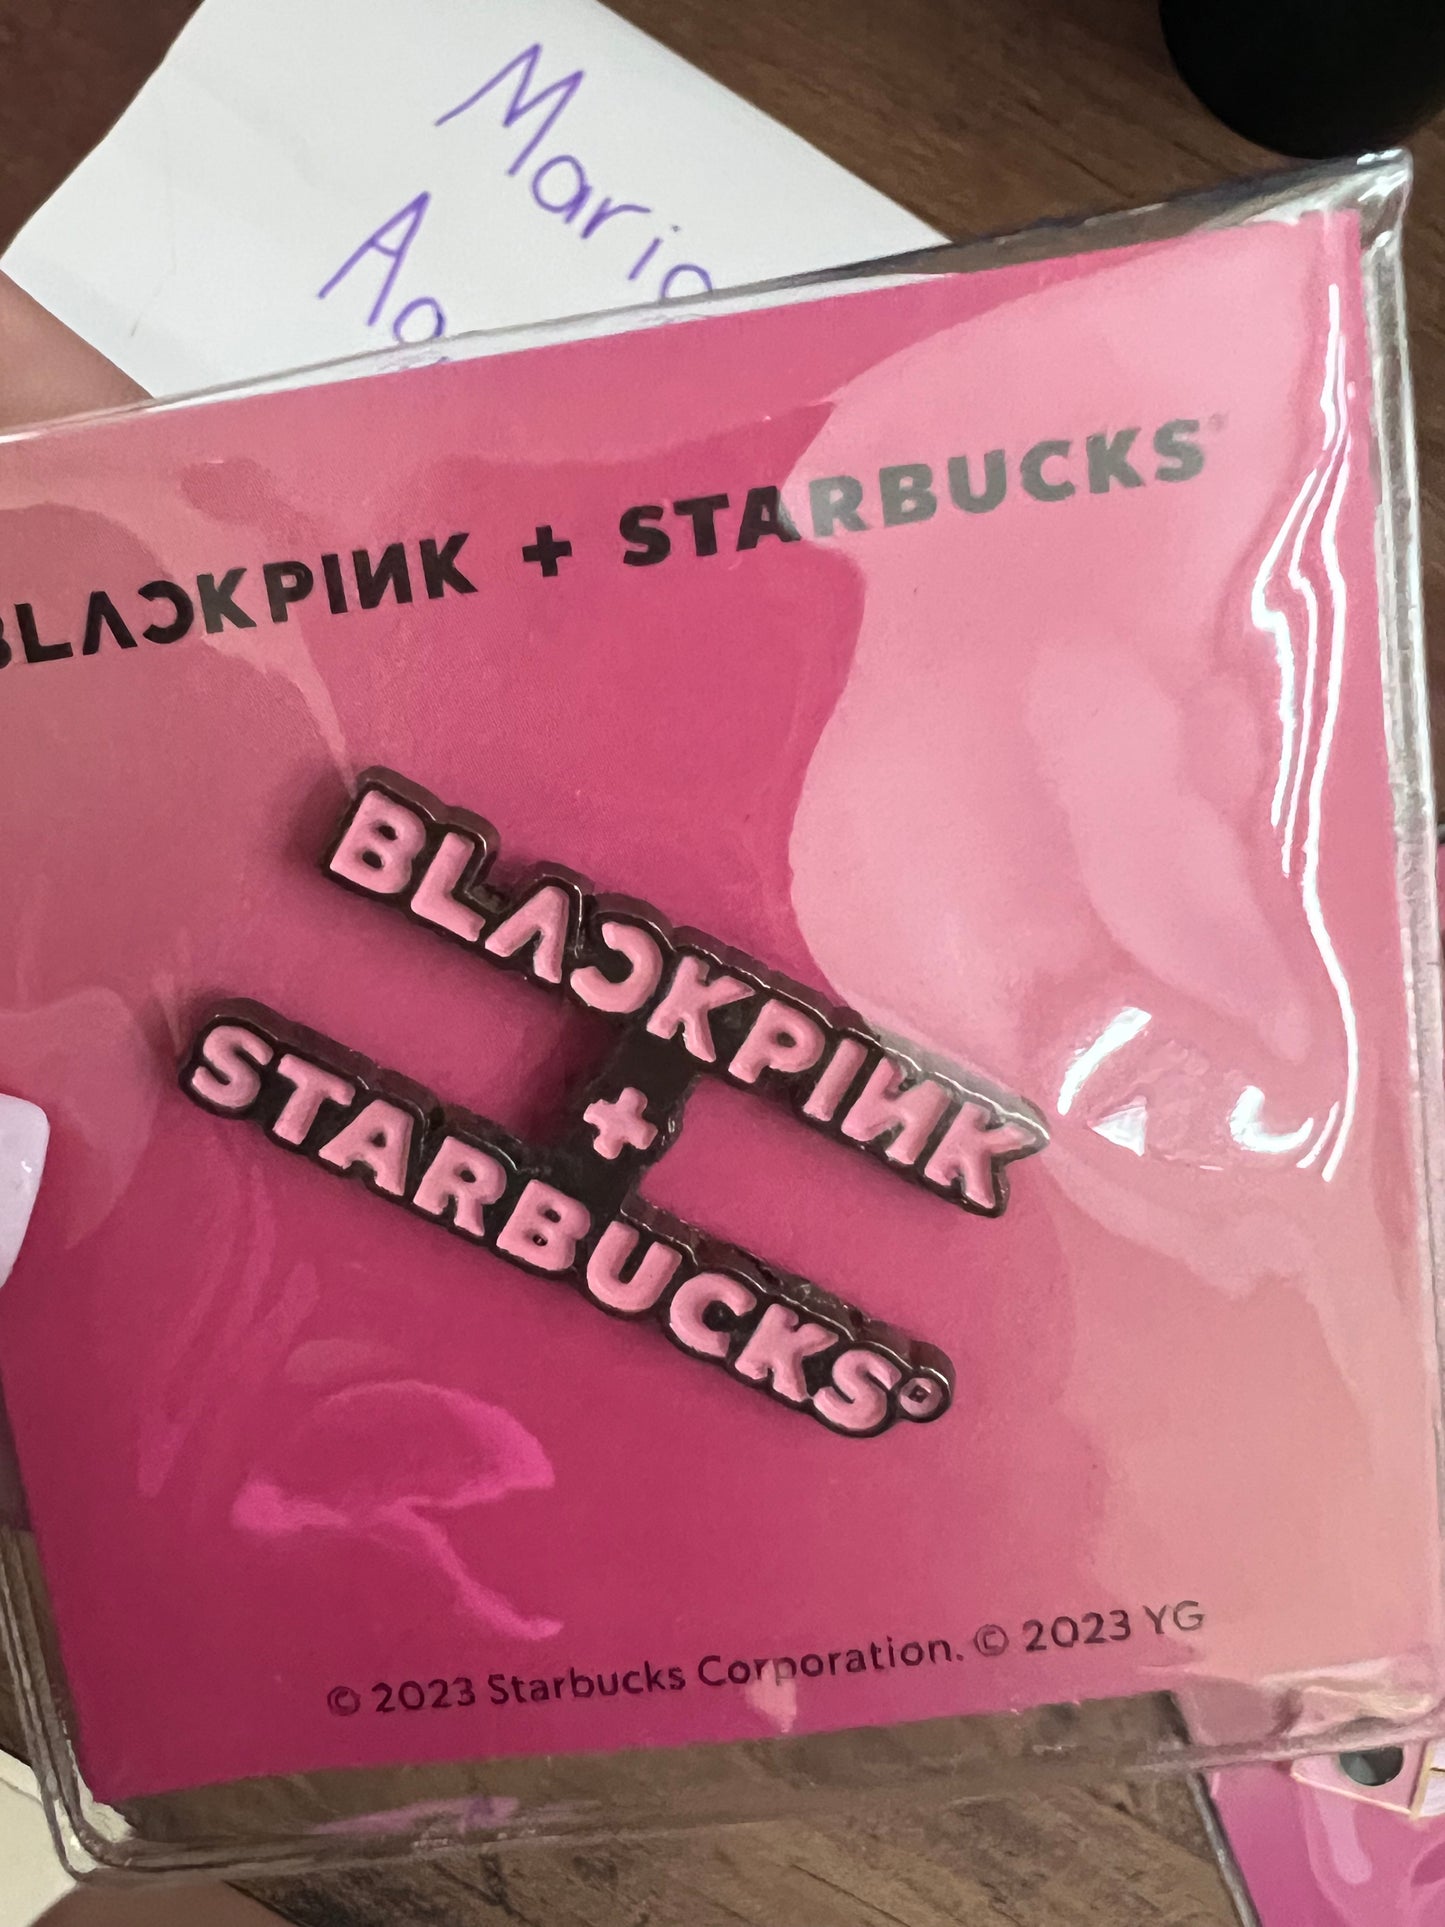 BLACKPINK + STARBUCKS
BLACKPINK
+
STARBUCKS®
© 2023 Starbucks Corporation. © 2023 YG